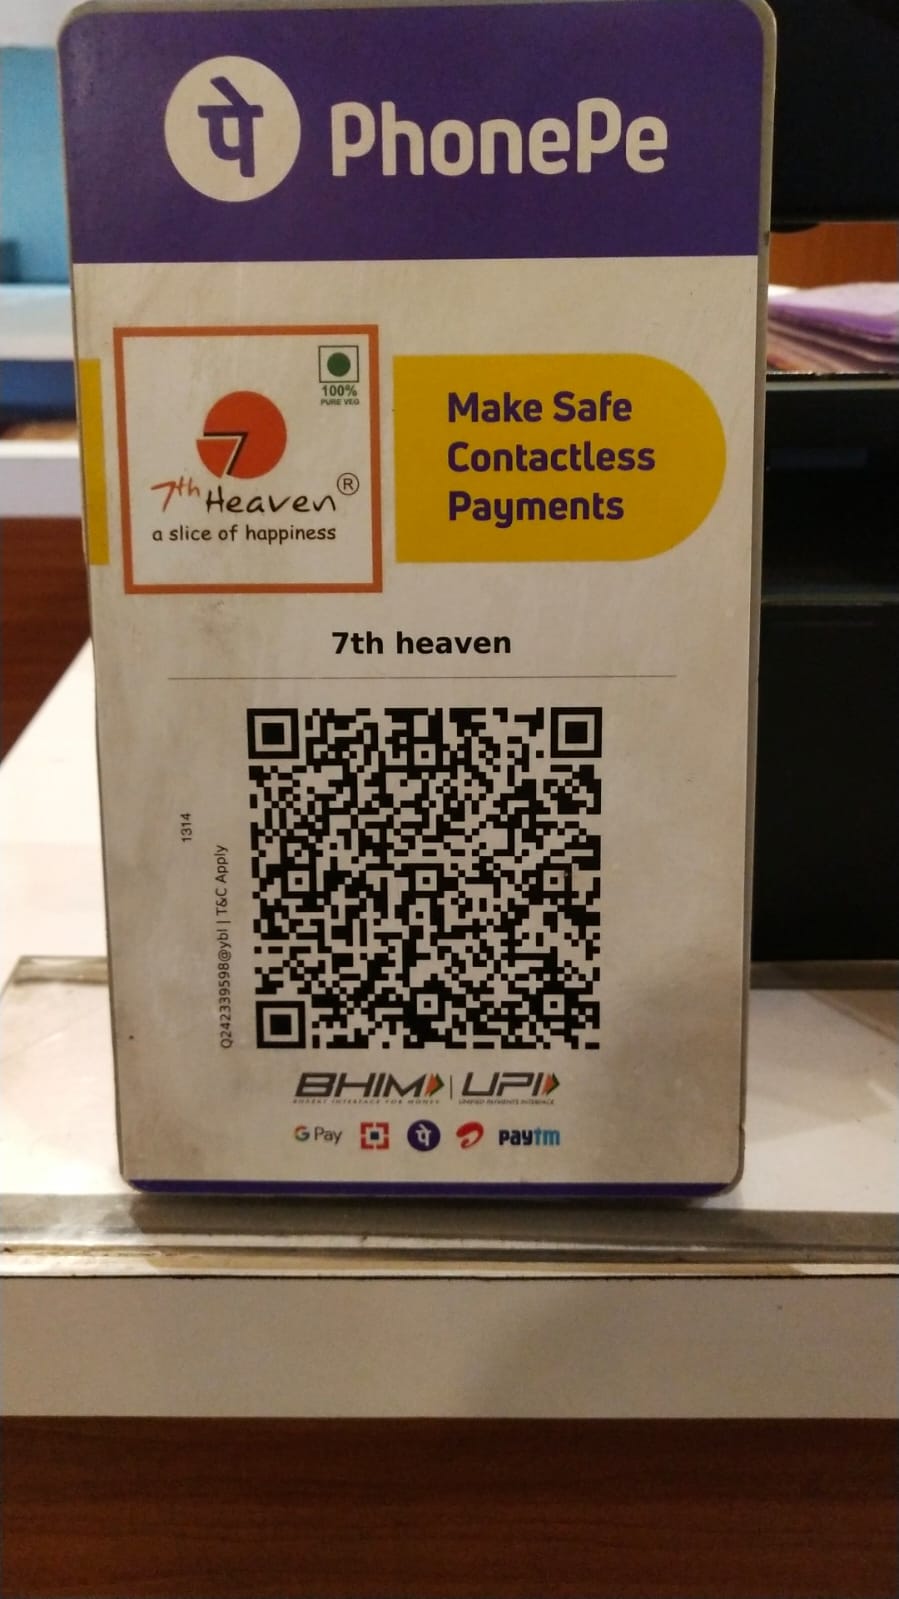 पे PhonePe
100%
PURE VEG
7
7th Heaven®
a slice of happiness
Make Safe
Contactless
Payments
7th heaven
1314
Q242339598@ybl | T&C Apply
BHIM UPI
BHARAT INTERFACE FOR MONEY UNIFIED PAYMENTS INTERFACE
G Pay पे paytm